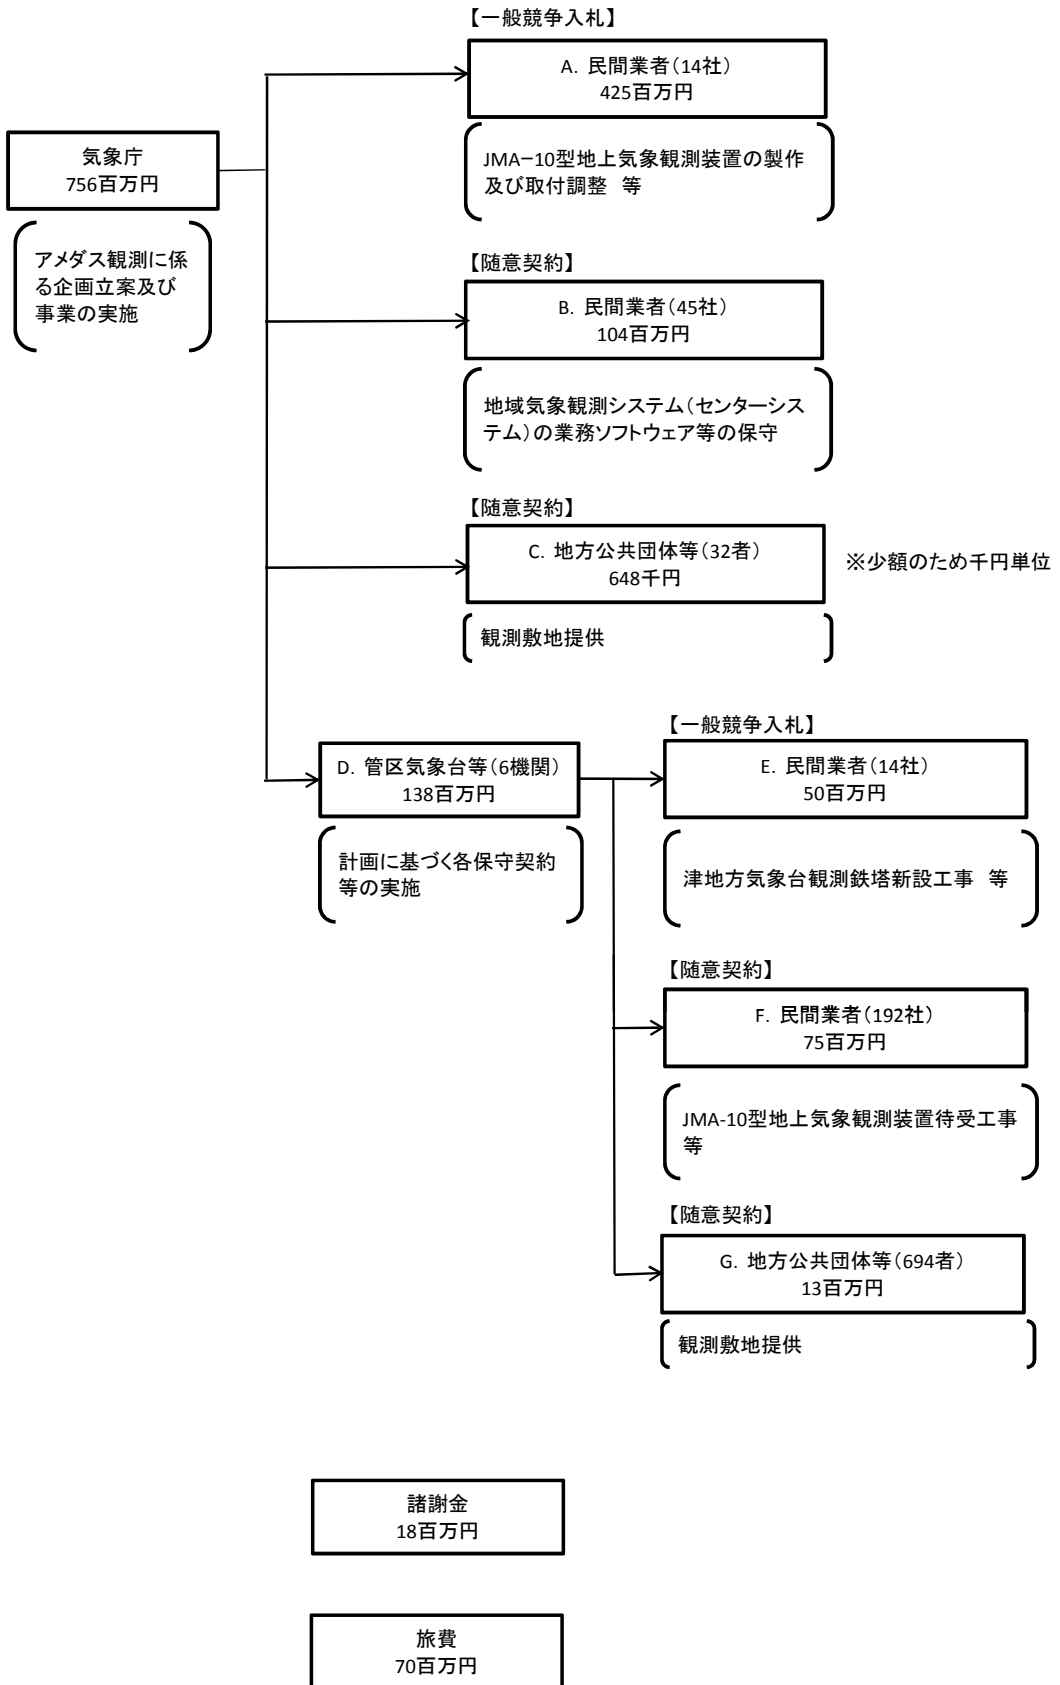 【一般競争入札】
A. 民間業者(14社)
425百万円
JMA−10型地上気象観測装置の製作
及び取付調整　等
気象庁
756百万円
アメダス観測に係
る企画立案及び
事業の実施
【随意契約】
B. 民間業者(45社)
104百万円
地域気象観測システム(センターシス
テム)の業務ソフトウェア等の保守
【随意契約】
C. 地方公共団体等(32者)
648千円
※少額のため千円単位
観測敷地提供
D. 管区気象台等(6機関)
138百万円
計画に基づく各保守契約
等の実施
【一般競争入札】
E. 民間業者(14社)
50百万円
津地方気象台観測鉄塔新設工事　等
【随意契約】
F. 民間業者(192社)
75百万円
JMA-10型地上気象観測装置待受工事
等
【随意契約】
G. 地方公共団体等(694者)
13百万円
観測敷地提供
諸謝金
18百万円
旅費
70百万円